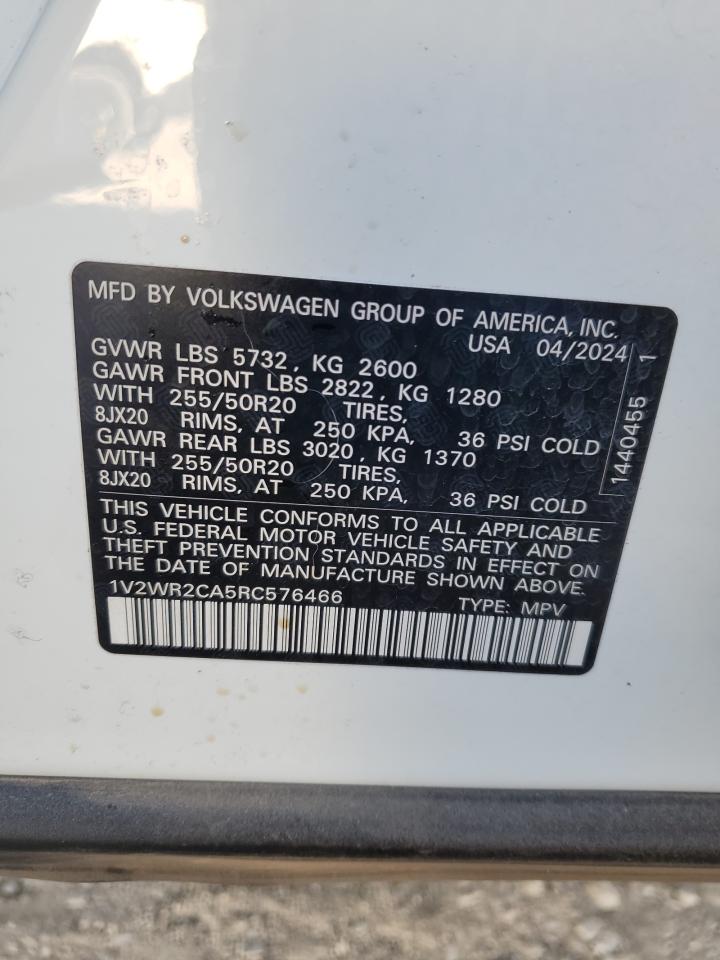 MFD BY VOLKSWAGEN GROUP OF AMERICA, INC.
USA 04/2024
GVWR LBS 5732, KG 2600
GAWR FRONT LBS 2822, KG 1280
WITH 255/50R20 TIRES,
8JX20 RIMS, AT 250 KPA, 36 PSI COLD
GAWR REAR LBS 3020, KG 1370
WITH 255/50R20 TIRES,
8JX20 RIMS, AT 250 KPA, 36 PSI COLD
THIS VEHICLE CONFORMS TO ALL APPLICABLE
U.S. FEDERAL MOTOR VEHICLE SAFETY AND
THEFT PREVENTION STANDARDS IN EFFECT ON
THE DATE OF MANUFACTURE SHOWN ABOVE.
1V2WR2CA5RC576466 TYPE: MPV
1440455 1